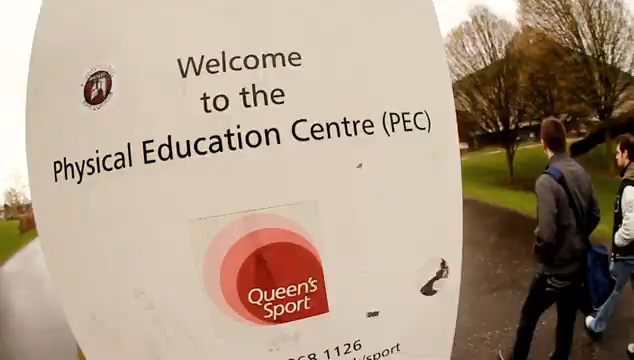 Welcome
to the
Physical Education Centre (PEC)
Queen's
Sport
1126
/sport